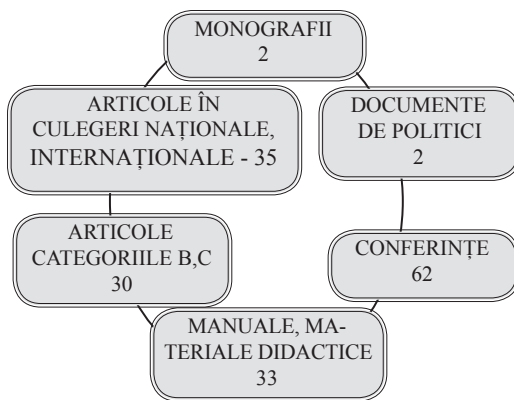 MONOGRAFII
2
ARTICOLE ÎN
CULEGERI NAȚIONALE,
INTERNAȚIONALE - 35
DOCUMENTE
DE POLITICI
2
ARTICOLE
CATEGORIILE B,C
30
CONFERINȚE
62
MANUALE, MA-
TERIALE DIDACTICE
33